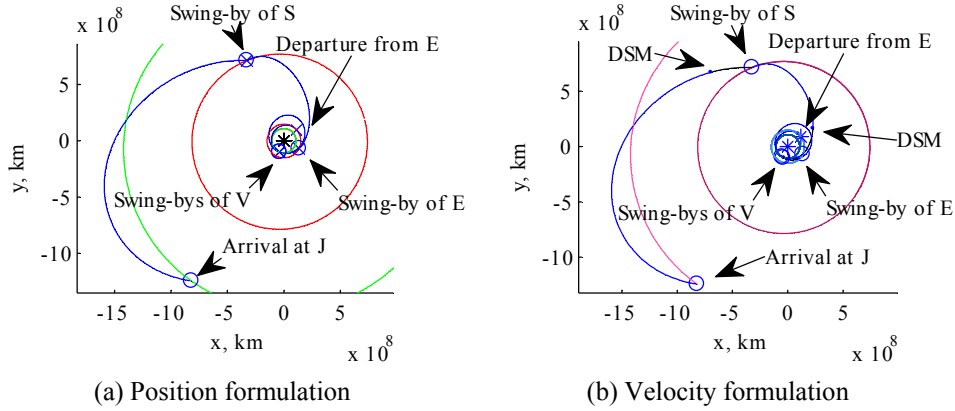 x 10^8
Swing-by of S
Departure from E
y, km
5
0
-5
-10
Swing-bys of V
Swing-by of E
Arrival at J
-15
-10
-5
0
5
x, km
x 10^8
(a) Position formulation
x 10^8
Swing-by of S
DSM
Departure from E
y, km
5
0
-5
-10
DSM
Swing-bys of V
Swing-by of E
Arrival at J
-15
-10
-5
0
5
x, km
x 10^8
(b) Velocity formulation